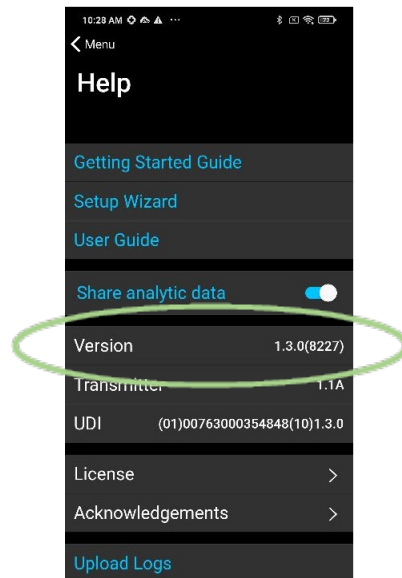 10:28 AM ···
Menu
Help
Getting Started Guide
Setup Wizard
User Guide
Share analytic data
Version 1.3.0(8227)
Transmitter 1.1A
UDI (01)00763000354848(10)1.3.0
License
Acknowledgements
Upload Logs